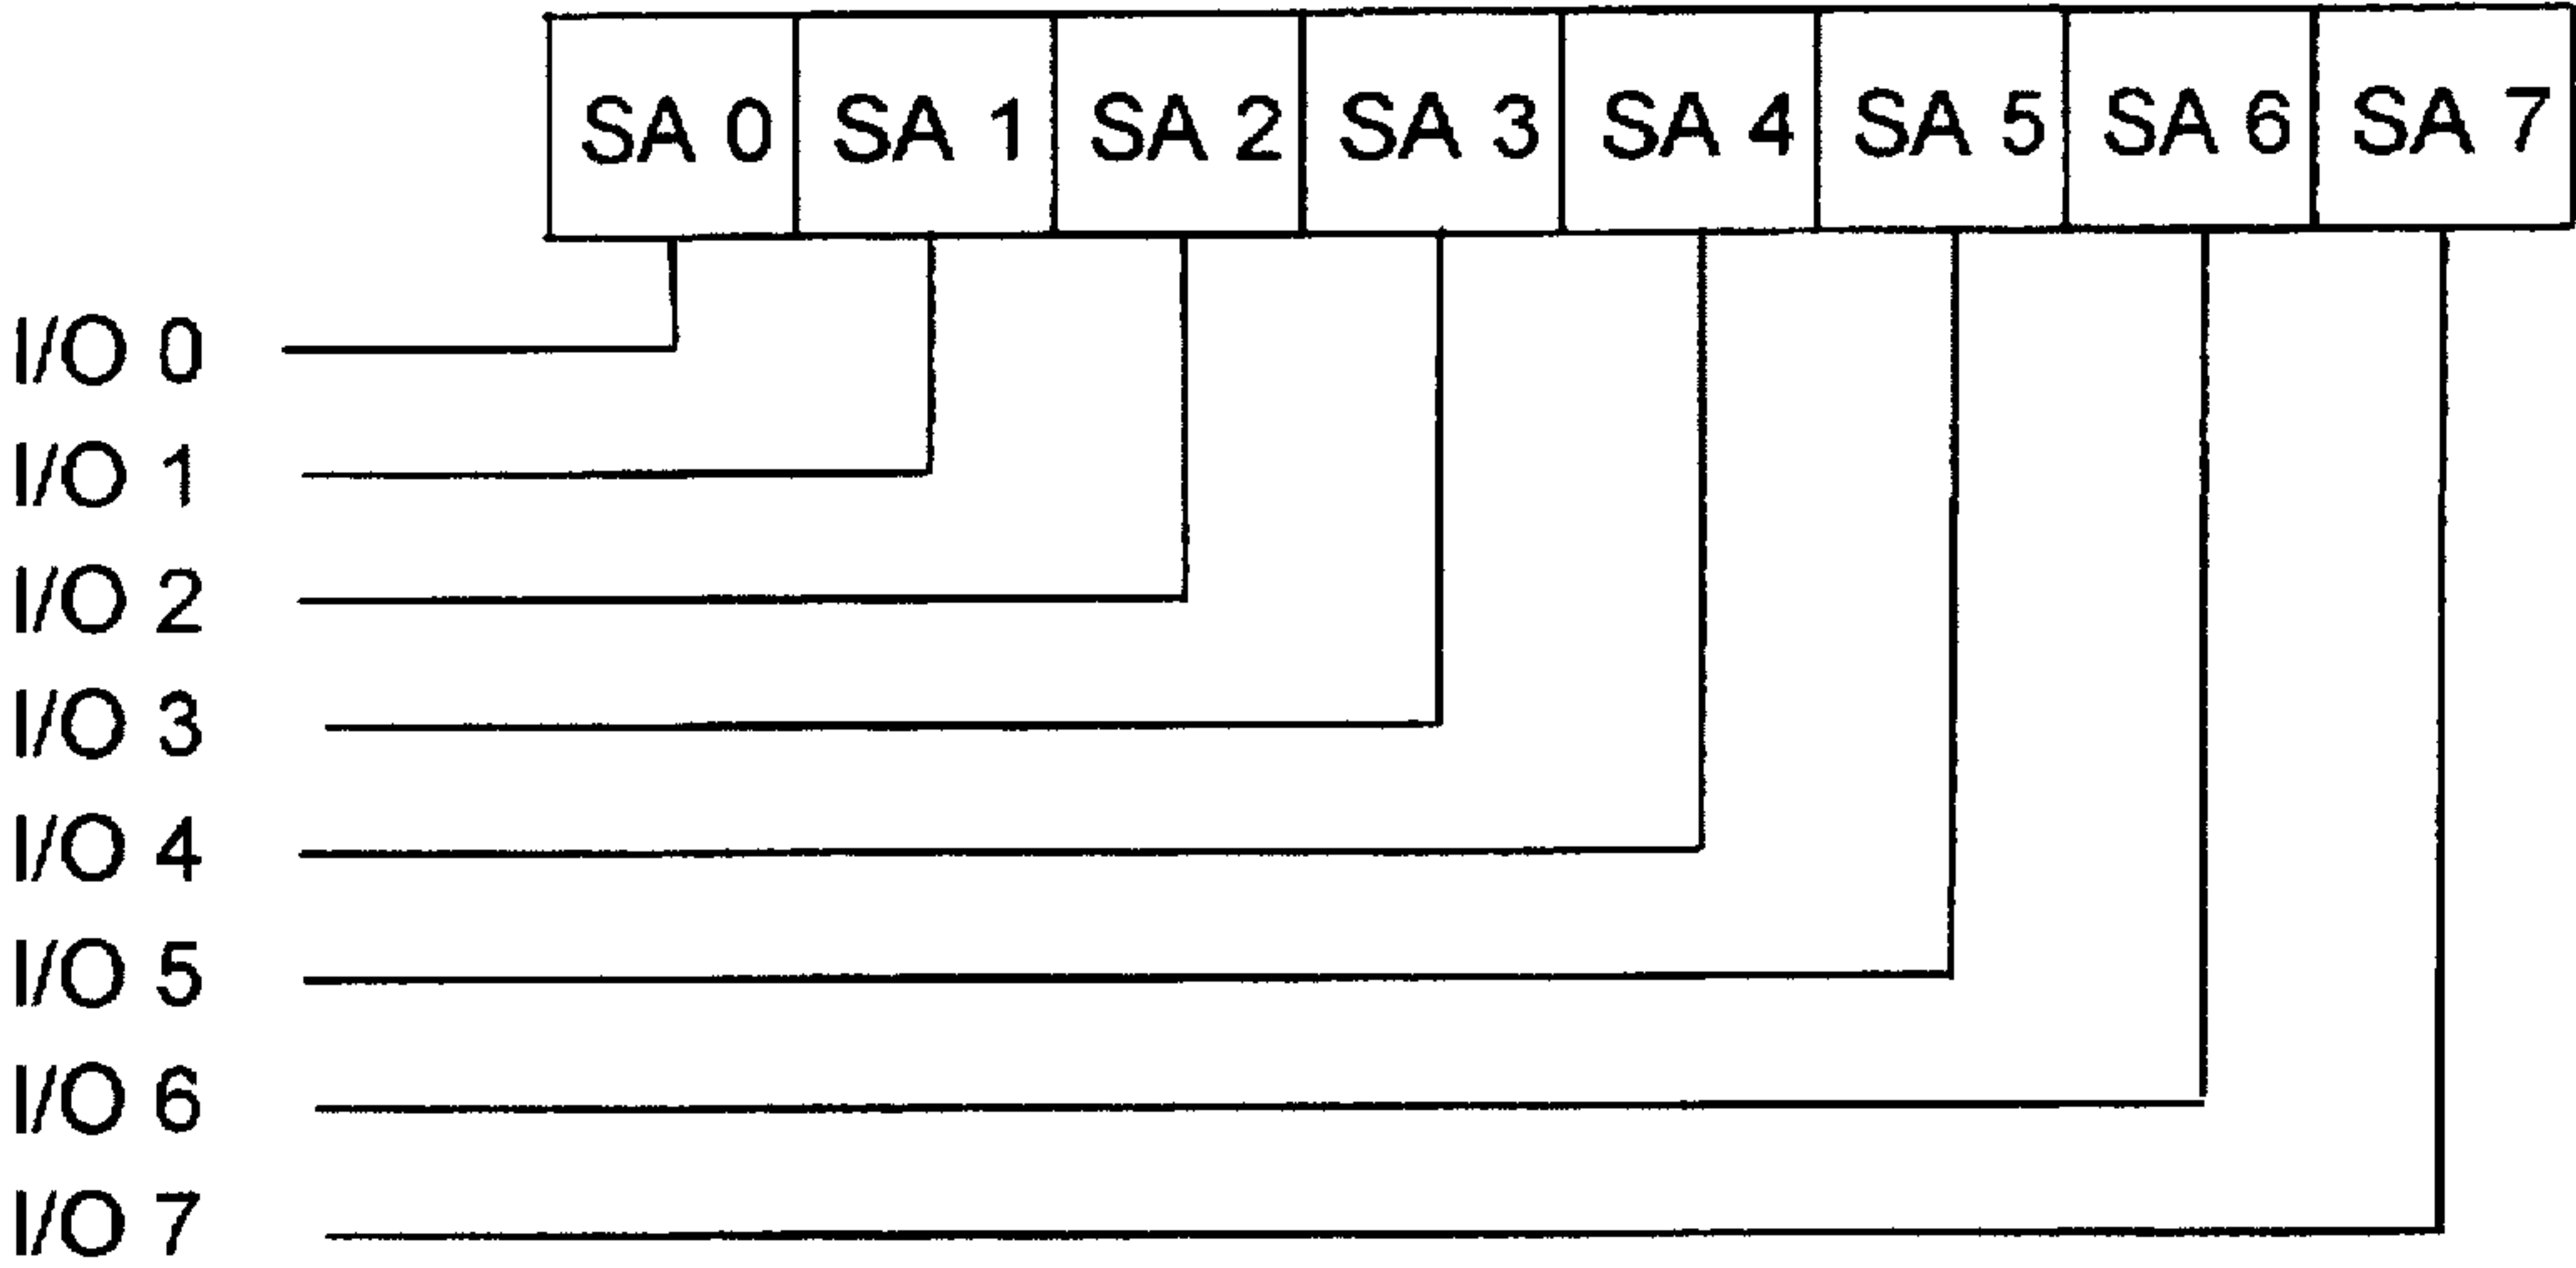 SA 0 SA 1 SA 2 SA 3 SA 4 SA 5 SA 6 SA 7
I/O 0
I/O 1
I/O 2
I/O 3
I/O 4
I/O 5
I/O 6
I/O 7